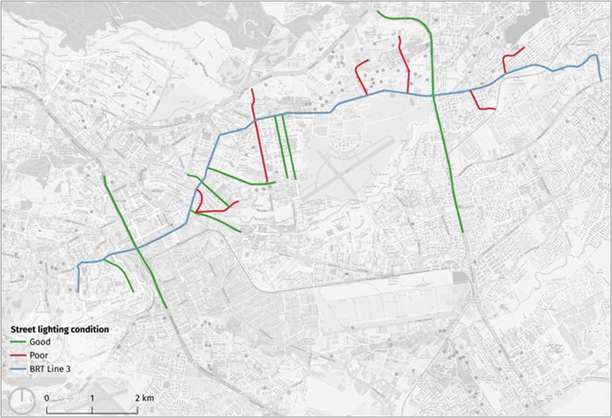 Street lighting condition
Good
Poor
BRT Line 3
0 1 2 km